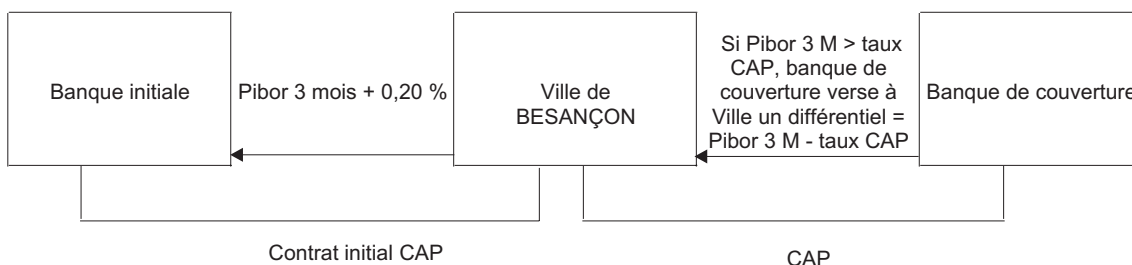 Banque initiale
Pibor 3 mois + 0,20 %
Ville de
BESANÇON
Si Pibor 3 M > taux
CAP, banque de
couverture verse à
Ville un différentiel =
Pibor 3 M - taux CAP
Banque de couverture
Contrat initial CAP
CAP